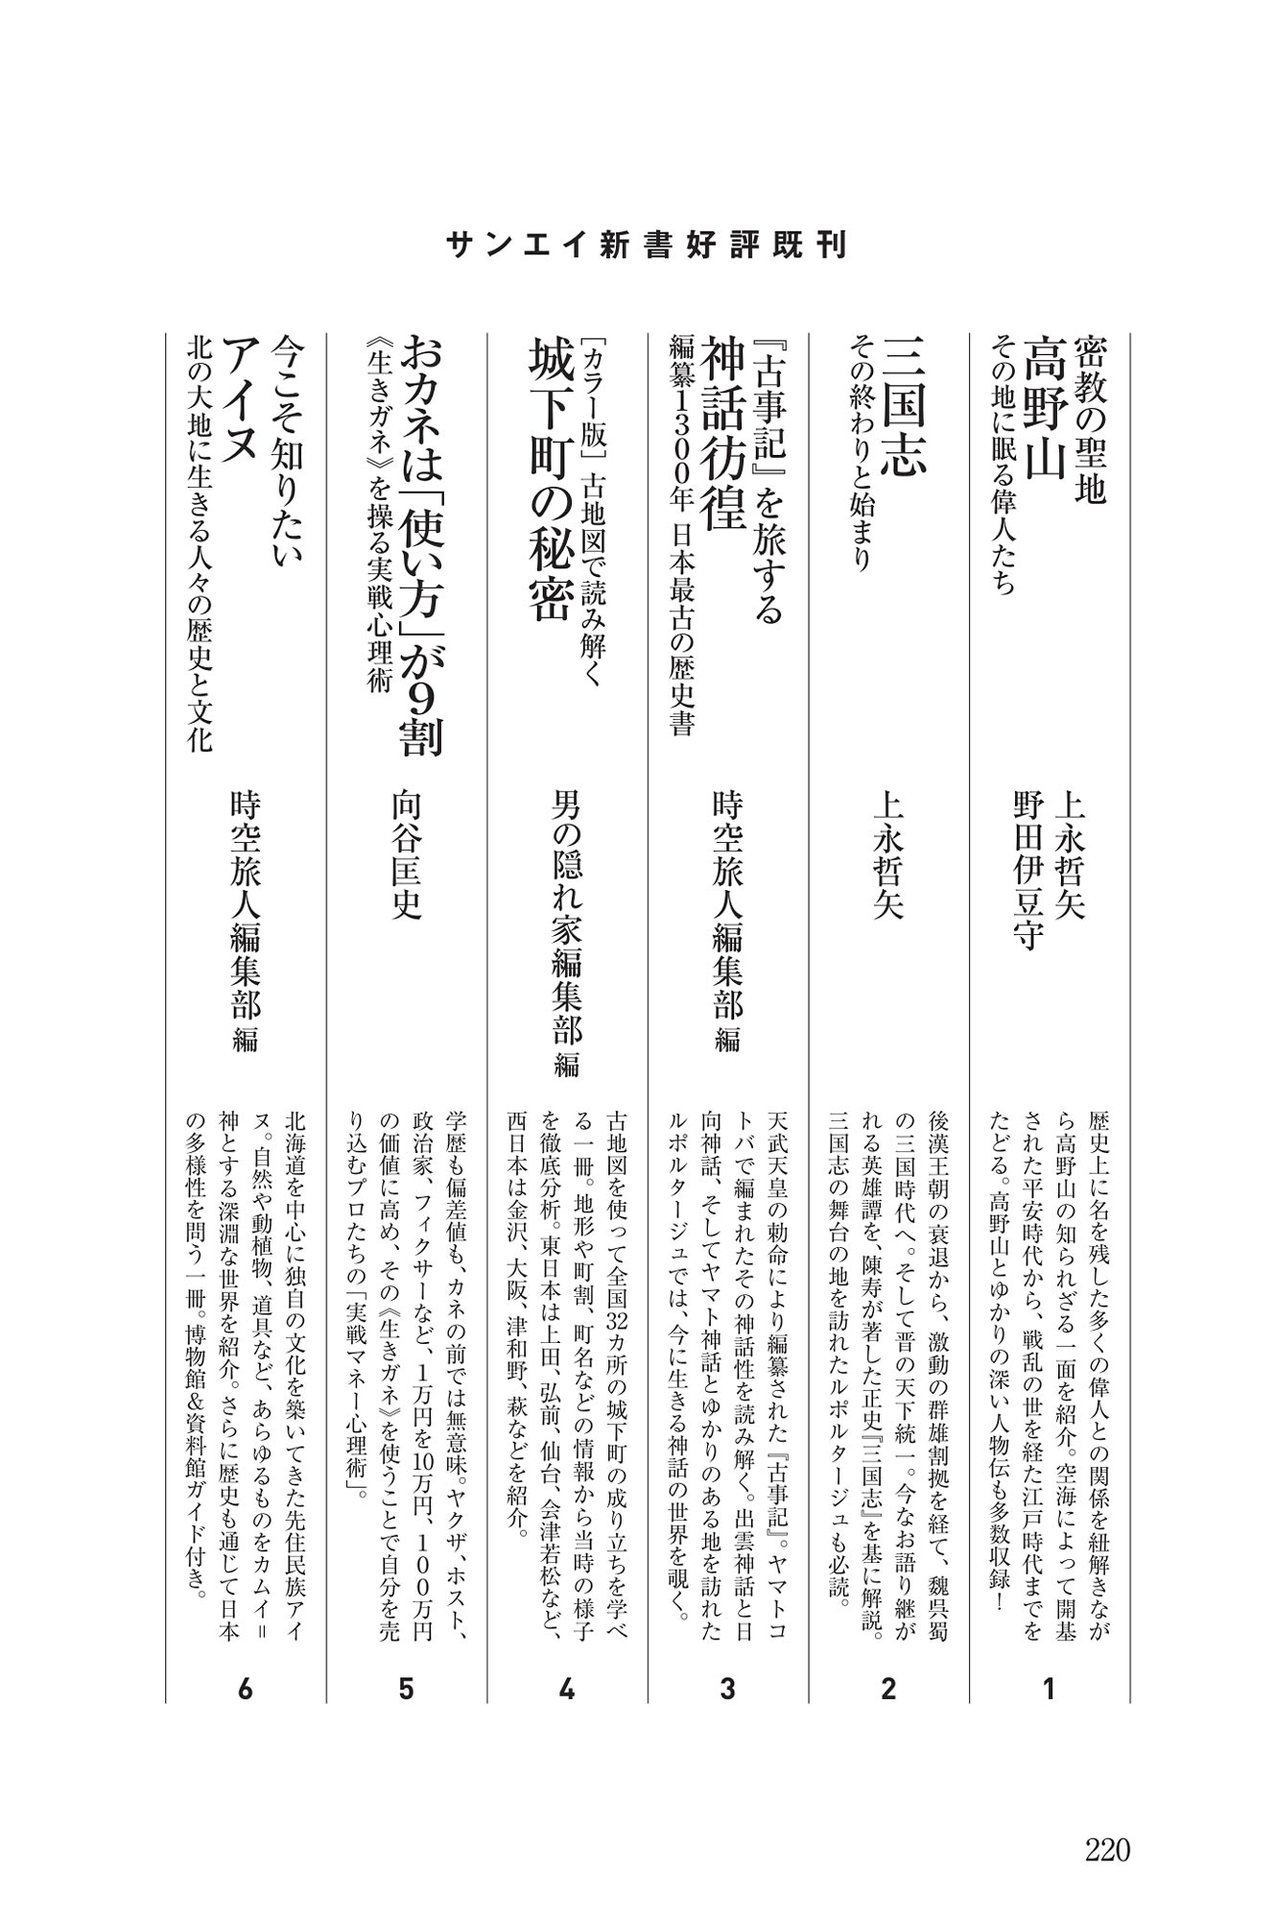 サンエイ新書好評既刊
密教の聖地
高野山
その地に眠る偉人たち
上永哲矢
野田伊豆守
歴史上に名を残した多くの偉人との関係を紐解きなが
ら高野山の知られざる一面を紹介。空海によって開基
された平安時代から、戦乱の世を経た江戸時代までを
たどる。高野山とゆかりの深い人物伝も多数収録！
1
三国志
その終わりと始まり
上永哲矢
後漢王朝の衰退から、激動の群雄割拠を経て、魏呉蜀
の三国時代へ。そして晋の天下統一。今なお語り継が
れる英雄譚を、陳寿が著した正史『三国志』を基に解説。
三国志の舞台の地を訪れたルポルタージュも必読。
2
『古事記』を旅する
神話彷徨
編纂1300年 日本最古の歴史書
時空旅人編集部 編
天武天皇の勅命により編纂された『古事記』。ヤマトコ
トバで編まれたその神話性を読み解く。出雲神話と日
向神話、そしてヤマト神話とゆかりのある地を訪れた
ルポルタージュでは、今に生きる神話の世界を覗く。
3
［カラー版］古地図で読み解く
城下町の秘密
男の隠れ家編集部 編
古地図を使って全国32カ所の城下町の成り立ちを学べ
る一冊。地形や町割、町名などの情報から当時の様子
を徹底分析。東日本は上田、弘前、仙台、会津若松など、
西日本は金沢、大阪、津和野、萩などを紹介。
4
おカネは「使い方」が9割
《生きガネ》を操る実戦心理術
向谷匡史
学歴も偏差値も、カネの前では無意味。ヤクザ、ホスト、
政治家、フィクサーなど、1万円を10万円、100万円
の価値に高め、その《生きガネ》を使うことで自分を売
り込むプロたちの「実戦マネー心理術」。
5
今こそ知りたい
アイヌ
北の大地に生きる人々の歴史と文化
時空旅人編集部 編
北海道を中心に独自の文化を築いてきた先住民族アイ
ヌ。自然や動植物、道具など、あらゆるものをカムイ＝
神とする深淵な世界を紹介。さらに歴史も通じて日本
の多様性を問う一冊。博物館＆資料館ガイド付き。
6
220